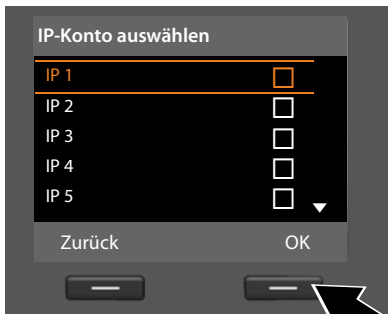 IP-Konto auswählen
IP 1
IP 2
IP 3
IP 4
IP 5
Zurück OK